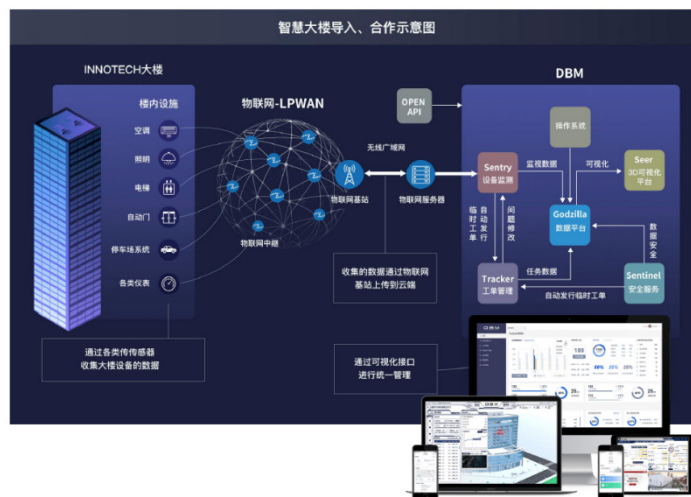 智慧大楼导入、合作示意图
INNOTECH大楼
楼内设施
空调
照明
电梯
自动门
停车场系统
各类仪表
通过各类传传感器
收集大楼设备的数据
物联网-LPWAN
无线广域网
物联网基站
物联网服务器
物联网中继
收集的数据通过物联网
基站上传到云端
OPEN
API
DBM
操作系统
Sentry
设备监测
监视数据
可视化
Seer
3D可视化
平台
Godzilla
数据平台
临时工单
自动发行
问题修改
数据安全
Tracker
工单管理
任务数据
Sentinel
安全服务
自动发行临时工单
通过可视化接口
进行统一管理